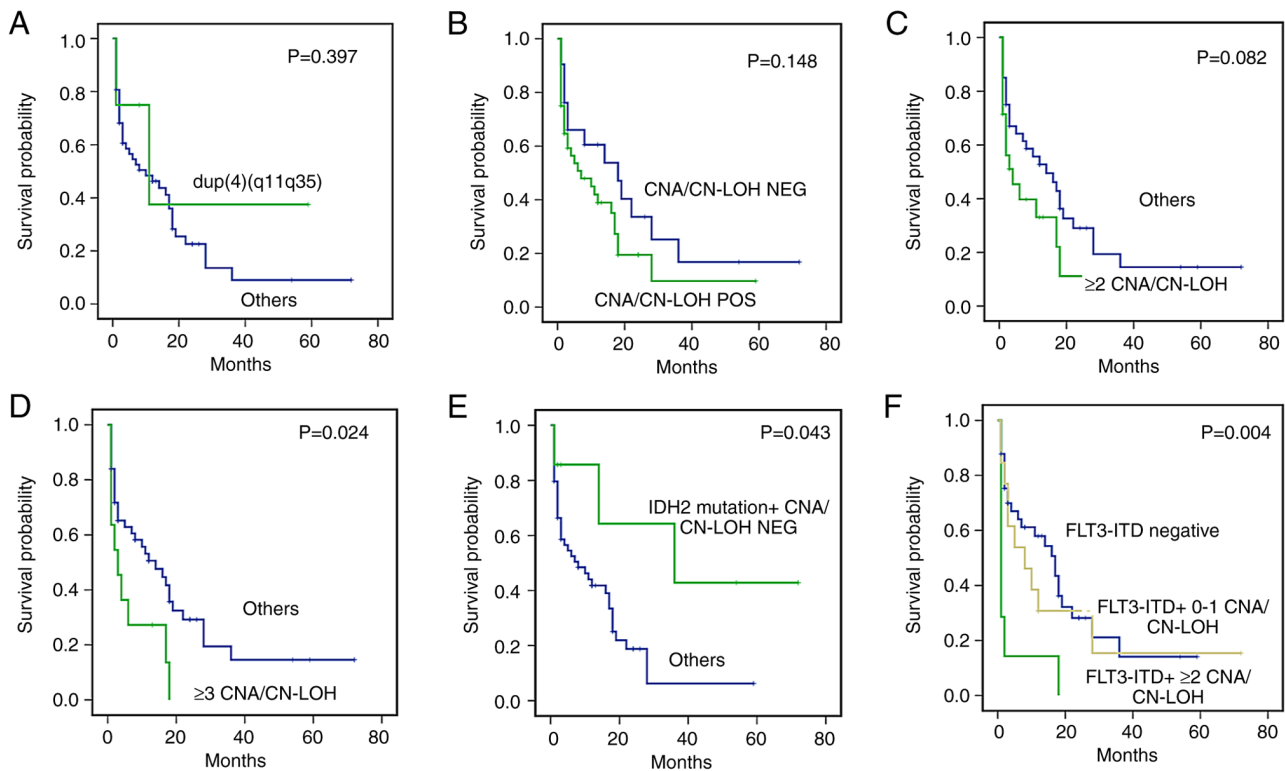 A
P=0.397
Survival probability
1.0
0.8
0.6
0.4
0.2
0.0
dup(4)(q11q35)
Others
0 20 40 60 80
Months
B
P=0.148
Survival probability
1.0
0.8
0.6
0.4
0.2
0.0
CNA/CN-LOH NEG
CNA/CN-LOH POS
0 20 40 60 80
Months
C
P=0.082
Survival probability
1.0
0.8
0.6
0.4
0.2
0.0
Others
≥2 CNA/CN-LOH
0 20 40 60 80
Months
D
P=0.024
Survival probability
1.0
0.8
0.6
0.4
0.2
0.0
Others
≥3 CNA/CN-LOH
0 20 40 60 80
Months
E
P=0.043
Survival probability
1.0
0.8
0.6
0.4
0.2
0.0
IDH2 mutation+ CNA/
CN-LOH NEG
Others
0 20 40 60 80
Months
F
P=0.004
Survival probability
1.0
0.8
0.6
0.4
0.2
0.0
FLT3-ITD negative
FLT3-ITD+ 0-1 CNA/
CN-LOH
FLT3-ITD+ ≥2 CNA/
CN-LOH
0 20 40 60 80
Months